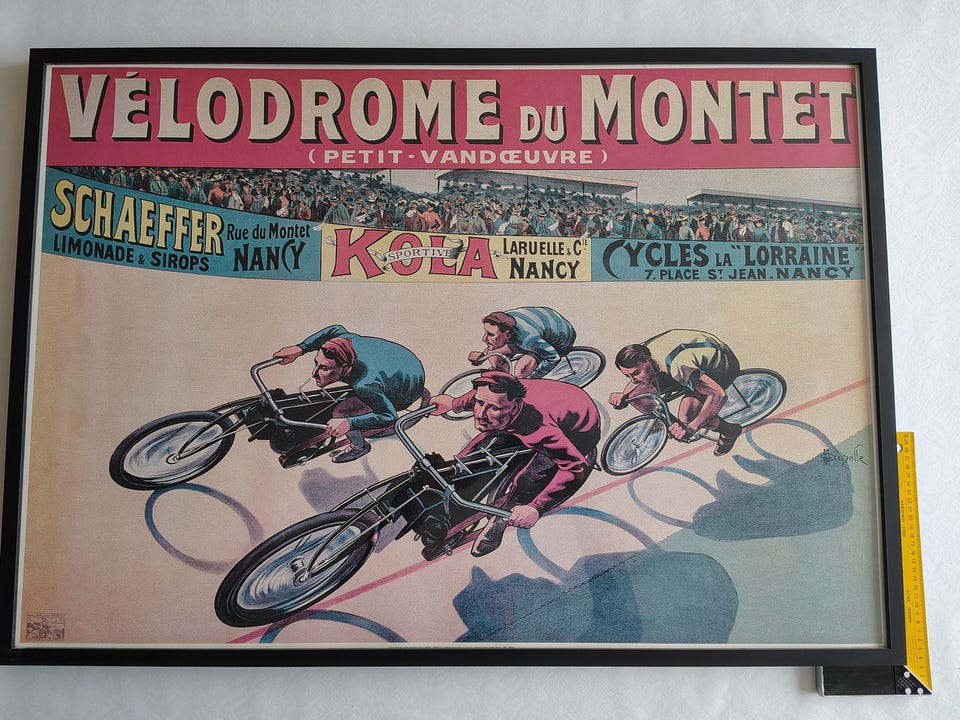 VÉLODROME DU MONTET
(PETIT-VANDŒUVRE)
SCHAEFFER
LIMONADE & SIROPS
Rue du Montet
NANCY
KOLA
SPORTIVE
LARUELLE & Cie
NANCY
CYCLES LA "LORRAINE"
7. PLACE ST JEAN. NANCY